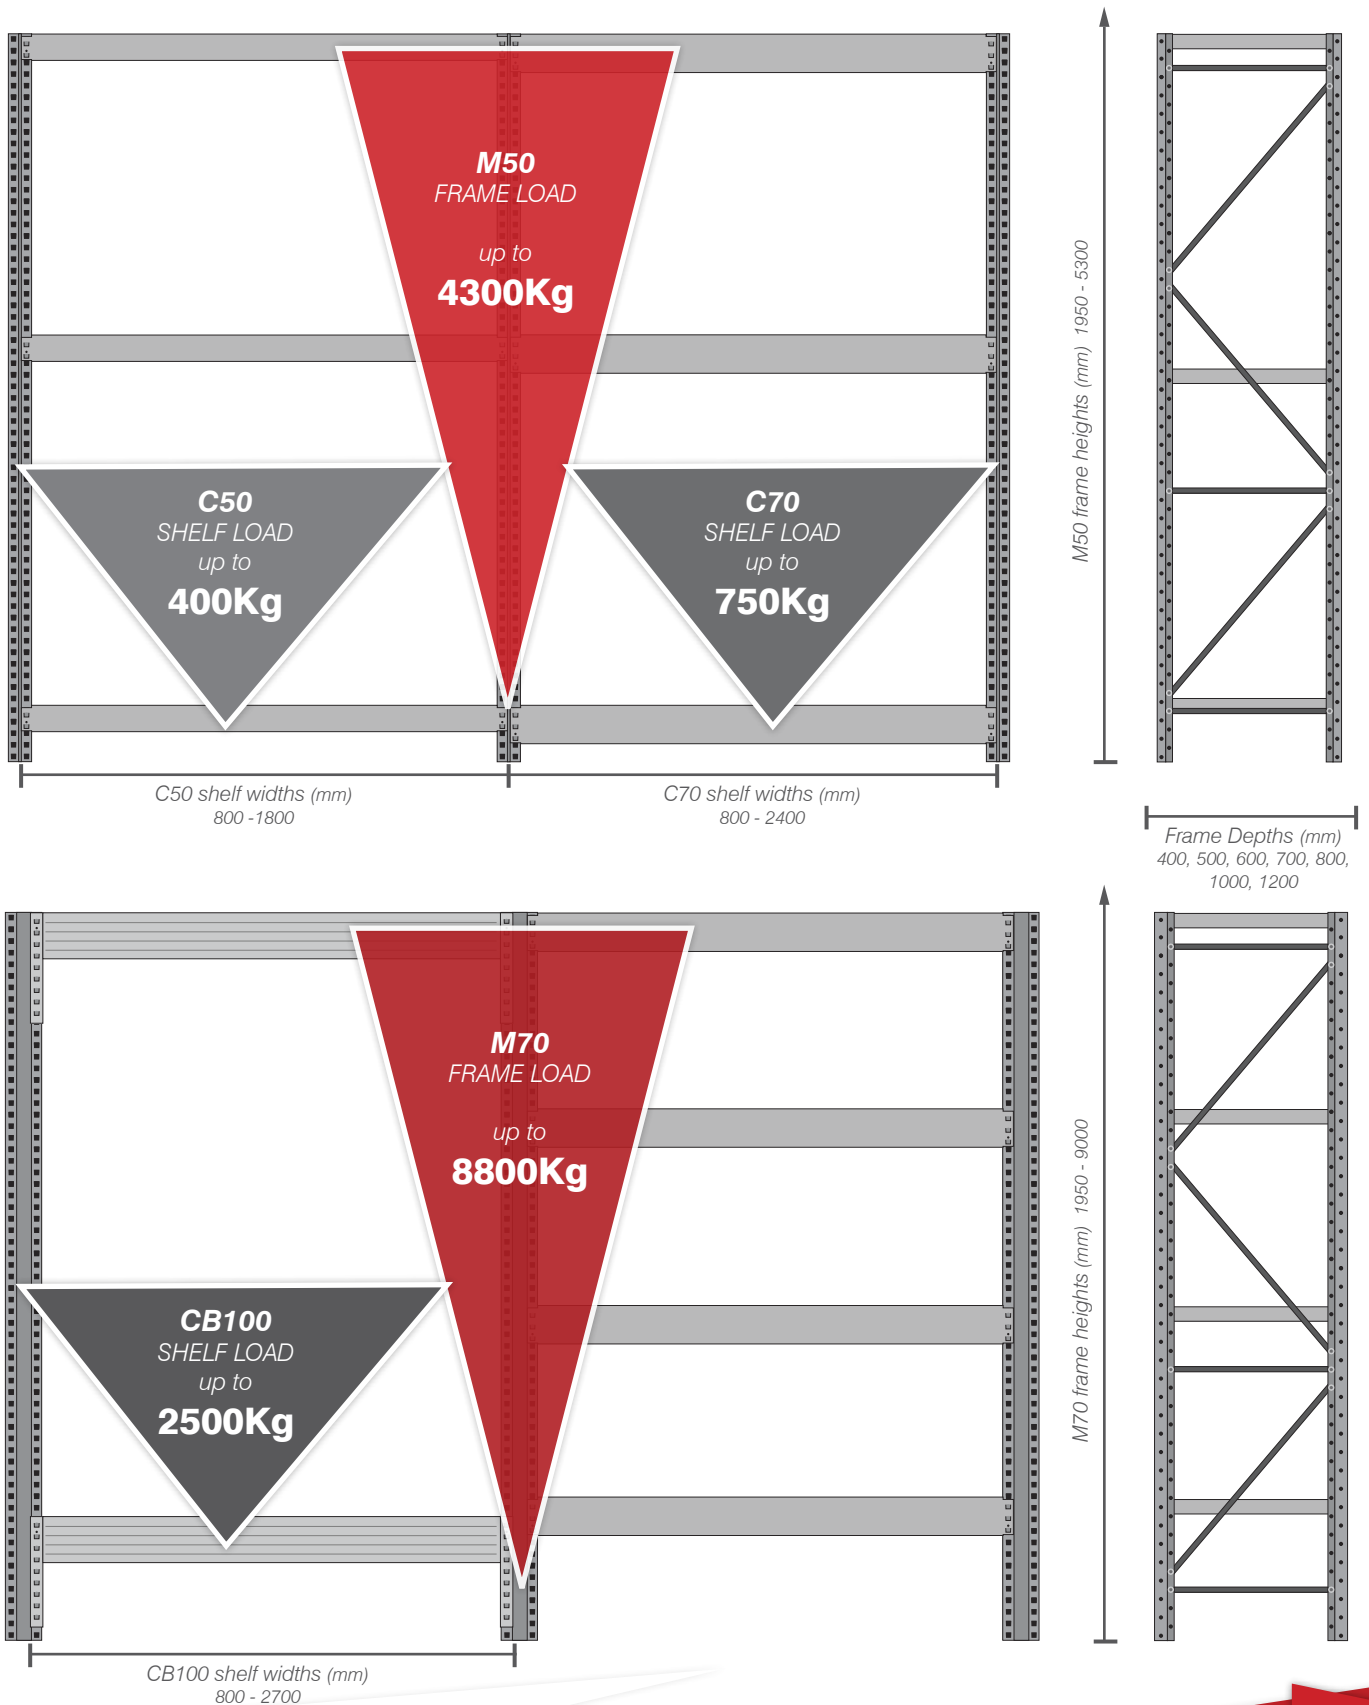 M50
FRAME LOAD
up to
4300Kg
C50
SHELF LOAD
up to
400Kg
C70
SHELF LOAD
up to
750Kg
M50 frame heights (mm) 1950 - 5300
C50 shelf widths (mm)
800 -1800
C70 shelf widths (mm)
800 - 2400
Frame Depths (mm)
400, 500, 600, 700, 800,
1000, 1200
M70
FRAME LOAD
up to
8800Kg
CB100
SHELF LOAD
up to
2500Kg
M70 frame heights (mm) 1950 - 9000
CB100 shelf widths (mm)
800 - 2700